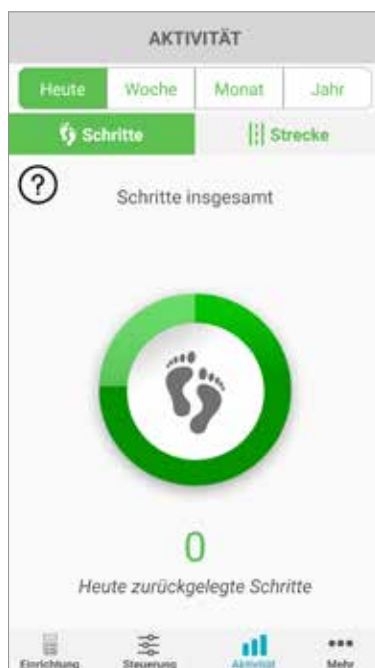 AKTIVITÄT
Heute Woche Monat Jahr
Schritte Strecke
? Schritte insgesamt
0
Heute zurückgelegte Schritte
Einrichtung Steuerung Aktivität Mehr